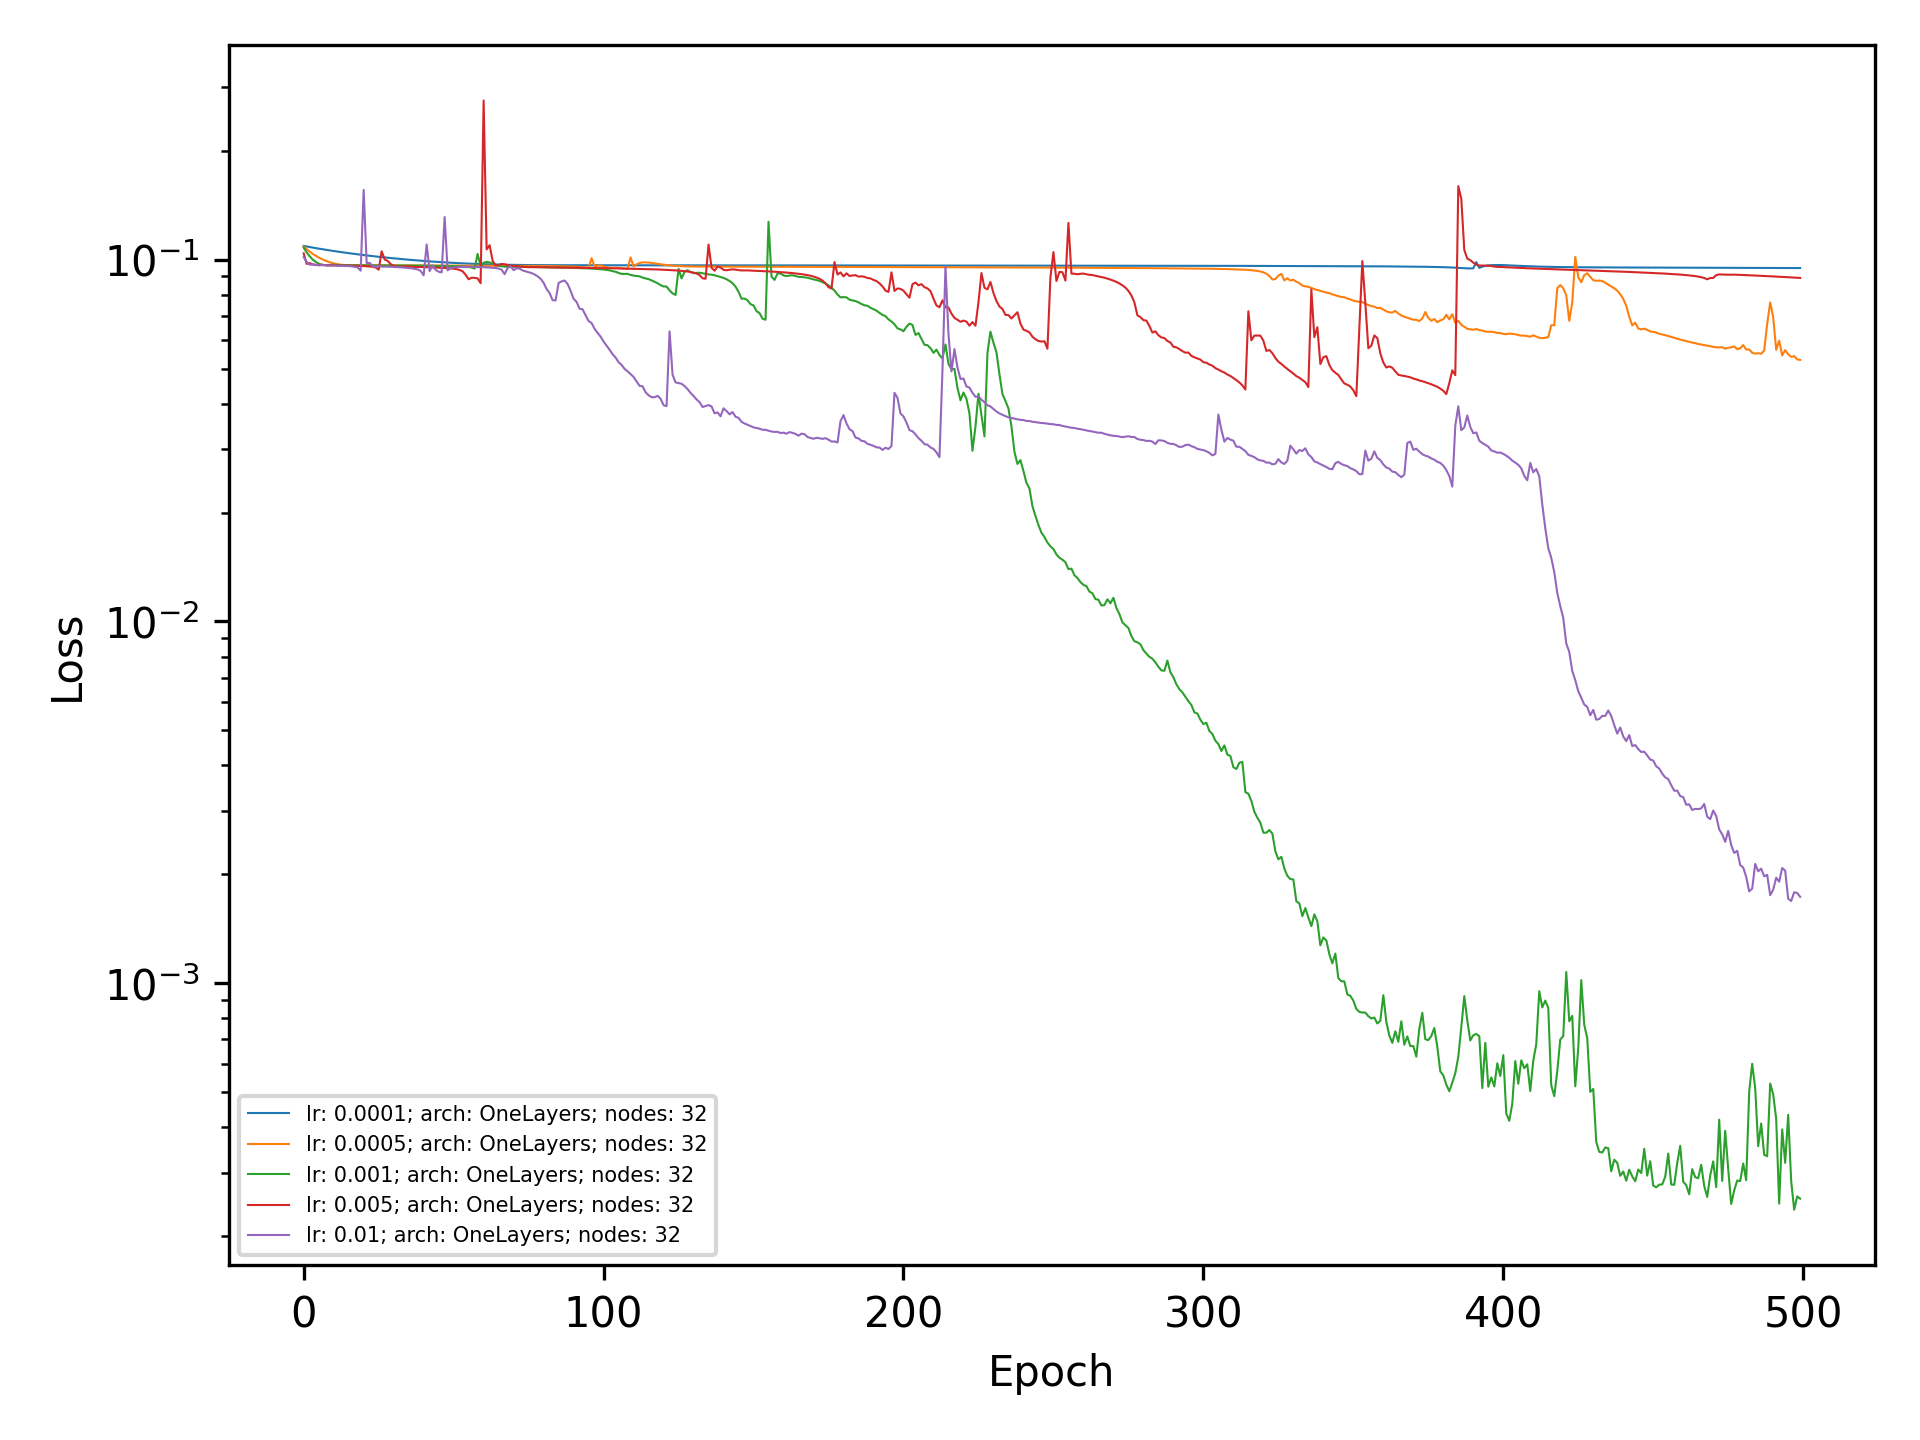 10⁻¹
10⁻²
10⁻³
Loss
lr: 0.0001; arch: OneLayers; nodes: 32
lr: 0.0005; arch: OneLayers; nodes: 32
lr: 0.001; arch: OneLayers; nodes: 32
lr: 0.005; arch: OneLayers; nodes: 32
lr: 0.01; arch: OneLayers; nodes: 32
0 100 200 300 400 500
Epoch